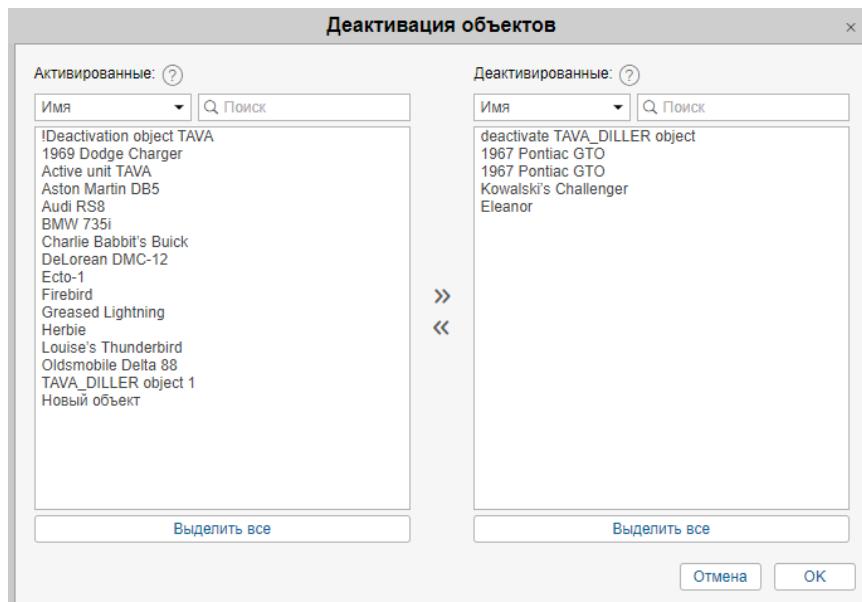 Деактивация объектов
×
Активированные: ?
Имя
Поиск
!Deactivation object TAVA
1969 Dodge Charger
Active unit TAVA
Aston Martin DB5
Audi RS8
BMW 735i
Charlie Babbit's Buick
DeLorean DMC-12
Ecto-1
Firebird
Greased Lightning
Herbie
Louise's Thunderbird
Oldsmobile Delta 88
TAVA_DILLER object 1
Новый объект
Выделить все
»
«
Деактивированные: ?
Имя
Поиск
deactivate TAVA_DILLER object
1967 Pontiac GTO
1967 Pontiac GTO
Kowalski's Challenger
Eleanor
Выделить все
Отмена
OK